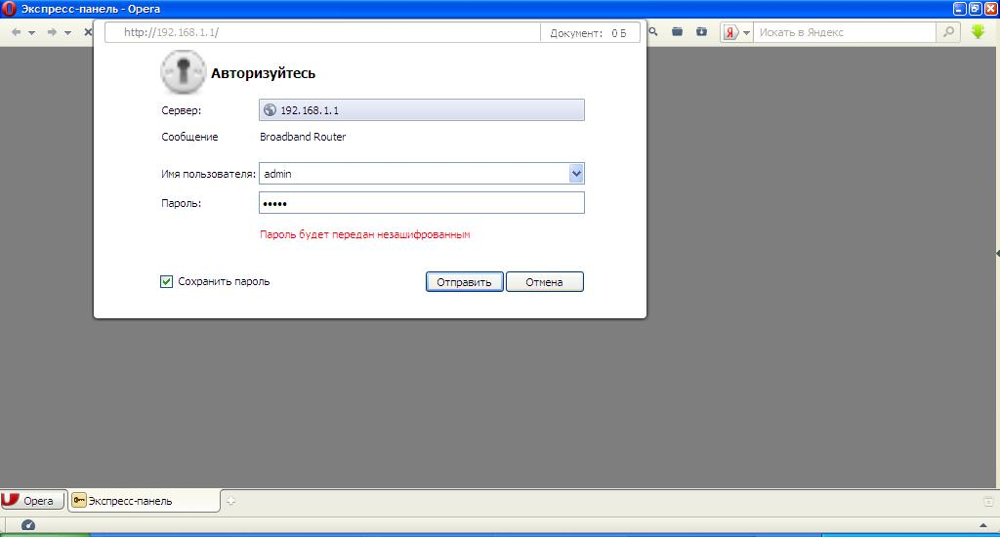 Экспресс-панель - Opera
http://192.168.1.1/ Документ: 0 Б Я Искать в Яндекс
Авторизуйтесь
Сервер: 192.168.1.1
Сообщение Broadband Router
Имя пользователя: admin
Пароль: •••••
Пароль будет передан незашифрованным
Сохранить пароль Отправить Отмена
Opera Экспресс-панель